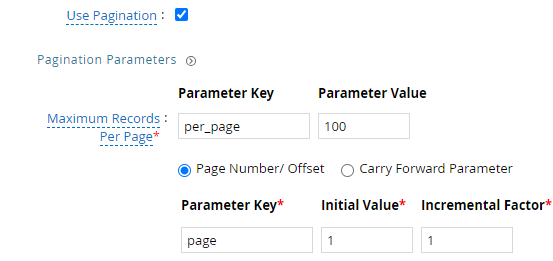 Use Pagination :
Pagination Parameters
Parameter Key Parameter Value
Maximum Records :
Per Page*
per_page 100
Page Number/ Offset Carry Forward Parameter
Parameter Key* Initial Value* Incremental Factor*
page 1 1